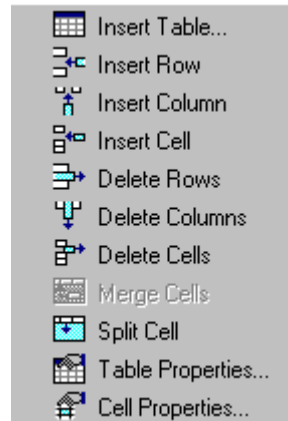 Insert Table...
Insert Row
Insert Column
Insert Cell
Delete Rows
Delete Columns
Delete Cells
Merge Cells
Split Cell
Table Properties...
Cell Properties...